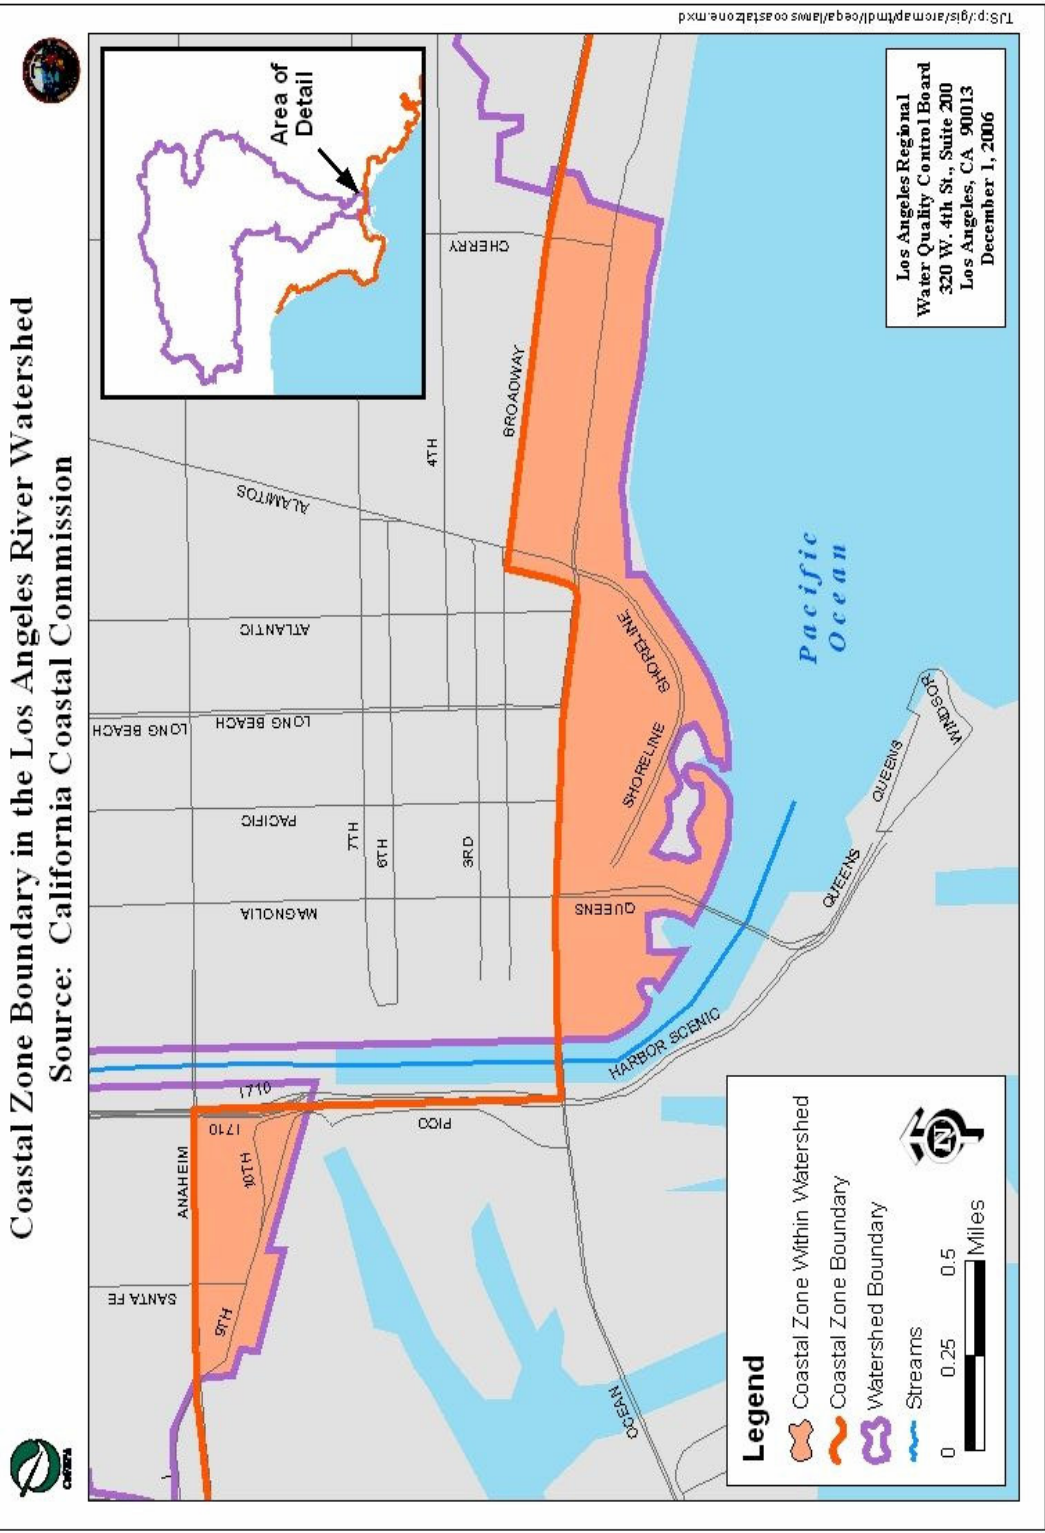 Coastal Zone Boundary in the Los Angeles River Watershed
Source:  California Coastal Commission
Area of
Detail
ANAHEIM
SANTA FE
9TH
10TH
I710
I710
PICO
HARBOR SCENIC
OCEAN
MAGNOLIA
PACIFIC
LONG BEACH
LONG BEACH
ATLANTIC
ALAMITOS
CHERRY
7TH
6TH
3RD
4TH
BROADWAY
QUEENS
SHORELINE
SHORELINE
QUEENS
QUEENS
WINDSOR
Pacific
Ocean
Legend
Coastal Zone Within Watershed
Coastal Zone Boundary
Watershed Boundary
Streams
0 0.25 0.5
Miles
N
Los Angeles Regional
Water Quality Control Board
320 W. 4th St., Suite 200
Los Angeles, CA  90013
December 1, 2006
TJS:p:/gis/arcmap/tmdl/ceqa/laws coastalzone.mxd